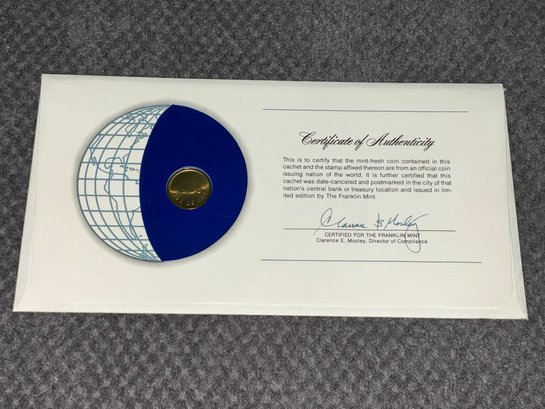 Certificate of Authenticity
This is to certify that the mint-fresh coin contained in this
cachet and the stamp affixed thereon are from an official coin
issuing nation of the world. It is further certified that this
cachet was date-canceled and postmarked in the city of that
nation's central bank or treasury location and issued in lim-
ited edition by The Franklin Mint.
Clarence E. Mosley
CERTIFIED FOR THE FRANKLIN MINT
Clarence E. Mosley, Director of Compliance